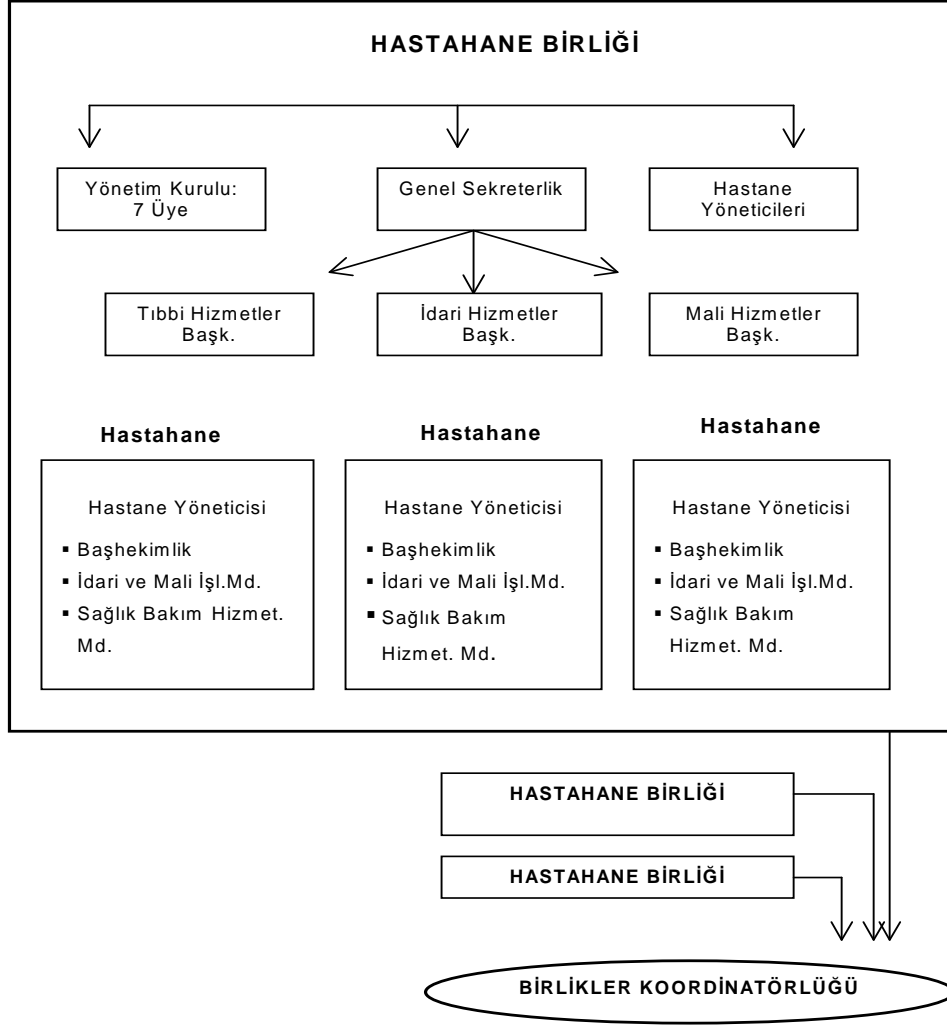 HASTAHANE BİRLİĞİ
Yönetim Kurulu:
7 Üye
Genel Sekreterlik
Hastane
Yöneticileri
Tıbbi Hizmetler
Başk.
İdari Hizmetler
Başk.
Mali Hizmetler
Başk.
Hastahane
Hastane Yöneticisi
▪ Başhekimlik
▪ İdari ve Mali İşl.Md.
▪ Sağlık Bakım Hizmet.
Md.
Hastahane
Hastane Yöneticisi
▪ Başhekimlik
▪ İdari ve Mali İşl.Md.
▪ Sağlık Bakım
Hizmet. Md.
Hastahane
Hastane Yöneticisi
▪ Başhekimlik
▪ İdari ve Mali İşl.Md.
▪ Sağlık Bakım
Hizmet. Md.
HASTAHANE BİRLİĞİ
HASTAHANE BİRLİĞİ
BİRLİKLER KOORDİNATÖRLÜĞÜ